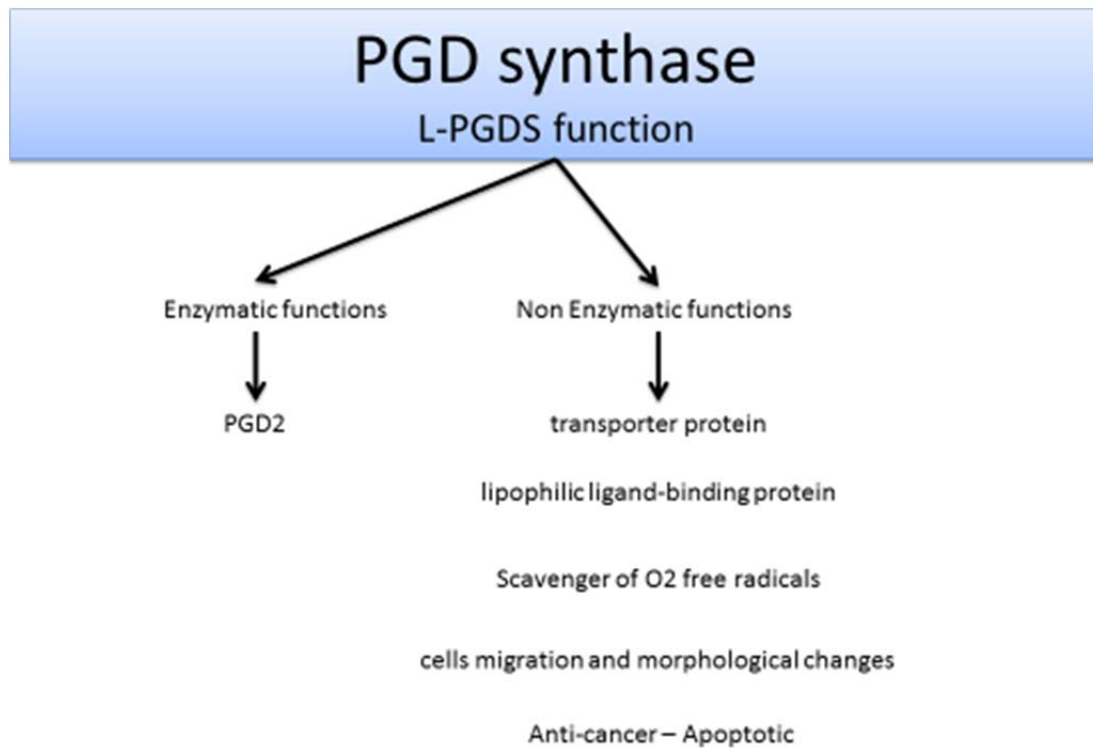 PGD synthase
L-PGDS function
Enzymatic functions
Non Enzymatic functions
PGD2
transporter protein
lipophilic ligand-binding protein
Scavenger of O2 free radicals
cells migration and morphological changes
Anti-cancer – Apoptotic